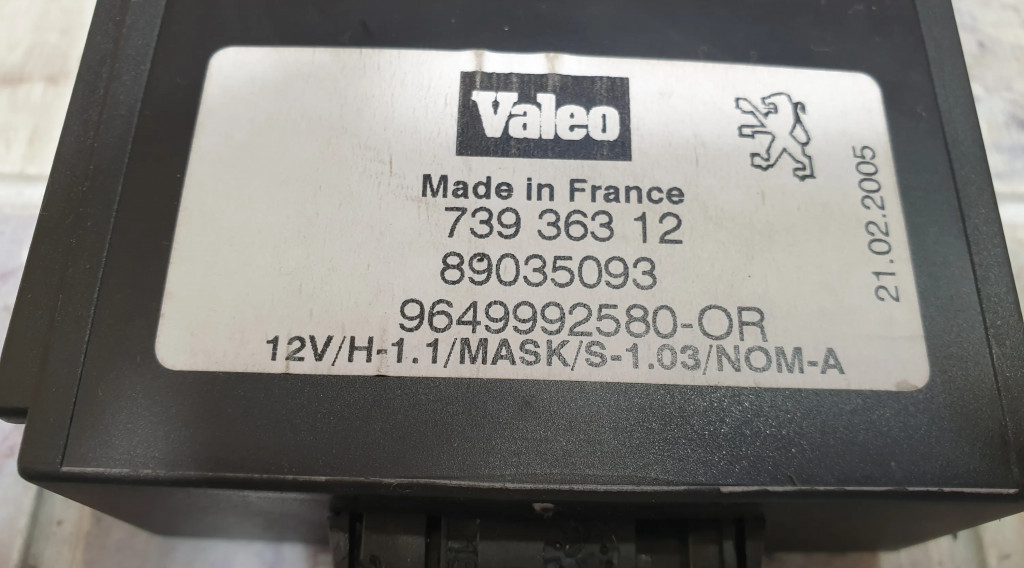 Valeo
Made in France
739 363 12
89035093
9649992580-OR
12V/H-1.1/MASK/S-1.03/NOM-A
21.02.2005